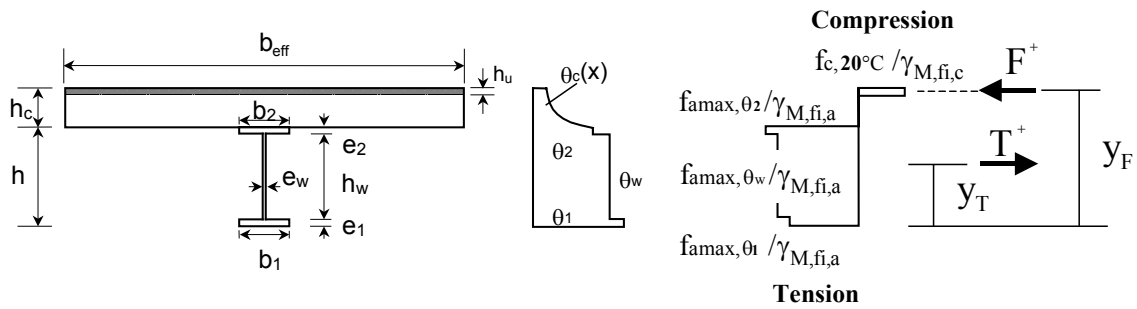 Compression
b_eff
h_u
θ_c(x)
f_c, 20°C /γ_M,fi,c
F⁺
h_c
b_2
f_amax,θ2/γ_M,fi,a
e_2
θ_2
T⁺
h
e_w
h_w
θ_w
f_amax,θw/γ_M,fi,a
y_F
y_T
e_1
θ_1
b_1
f_amax,θ1/γ_M,fi,a
Tension